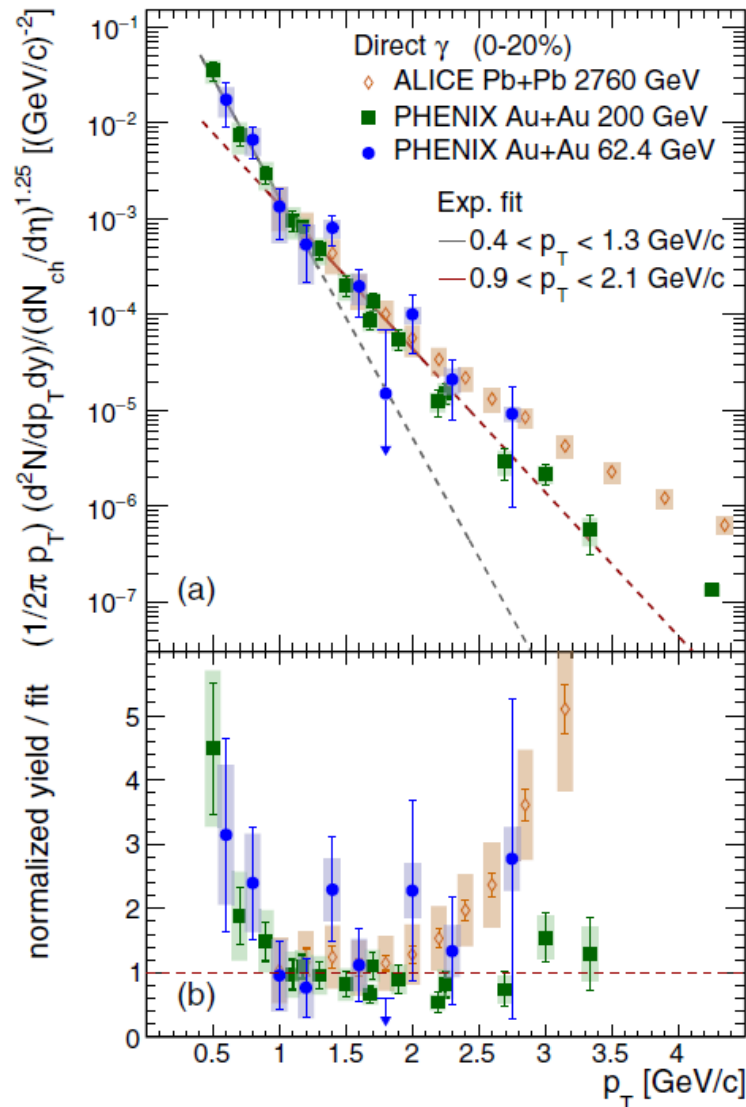 (1/2π p_T) (d²N/dp_T dy)/(dN_ch/dη)^1.25 [(GeV/c)^-2]
10^-1
10^-2
10^-3
10^-4
10^-5
10^-6
10^-7
Direct γ (0-20%)
ALICE Pb+Pb 2760 GeV
PHENIX Au+Au 200 GeV
PHENIX Au+Au 62.4 GeV
Exp. fit
0.4 < p_T < 1.3 GeV/c
0.9 < p_T < 2.1 GeV/c
(a)
normalized yield / fit
5
4
3
2
1
0
(b)
0.5 1 1.5 2 2.5 3 3.5 4
p_T [GeV/c]